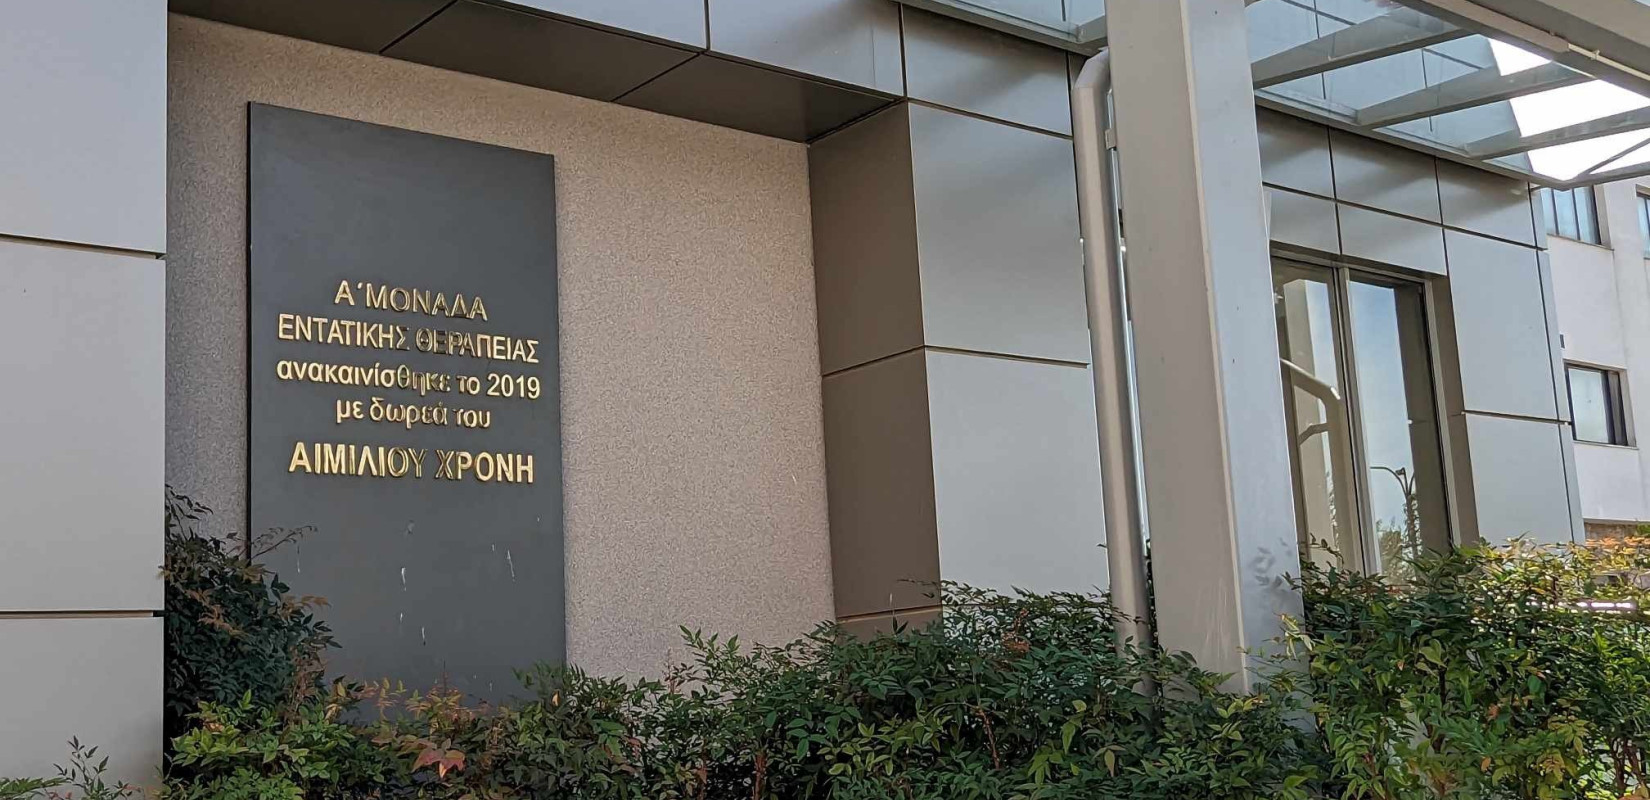 Α΄ΜΟΝΑΔΑ
ΕΝΤΑΤΙΚΗΣ ΘΕΡΑΠΕΙΑΣ
ανακαινίσθηκε το 2019
με δωρεά του
ΑΙΜΙΛΙΟΥ ΧΡΟΝΗ